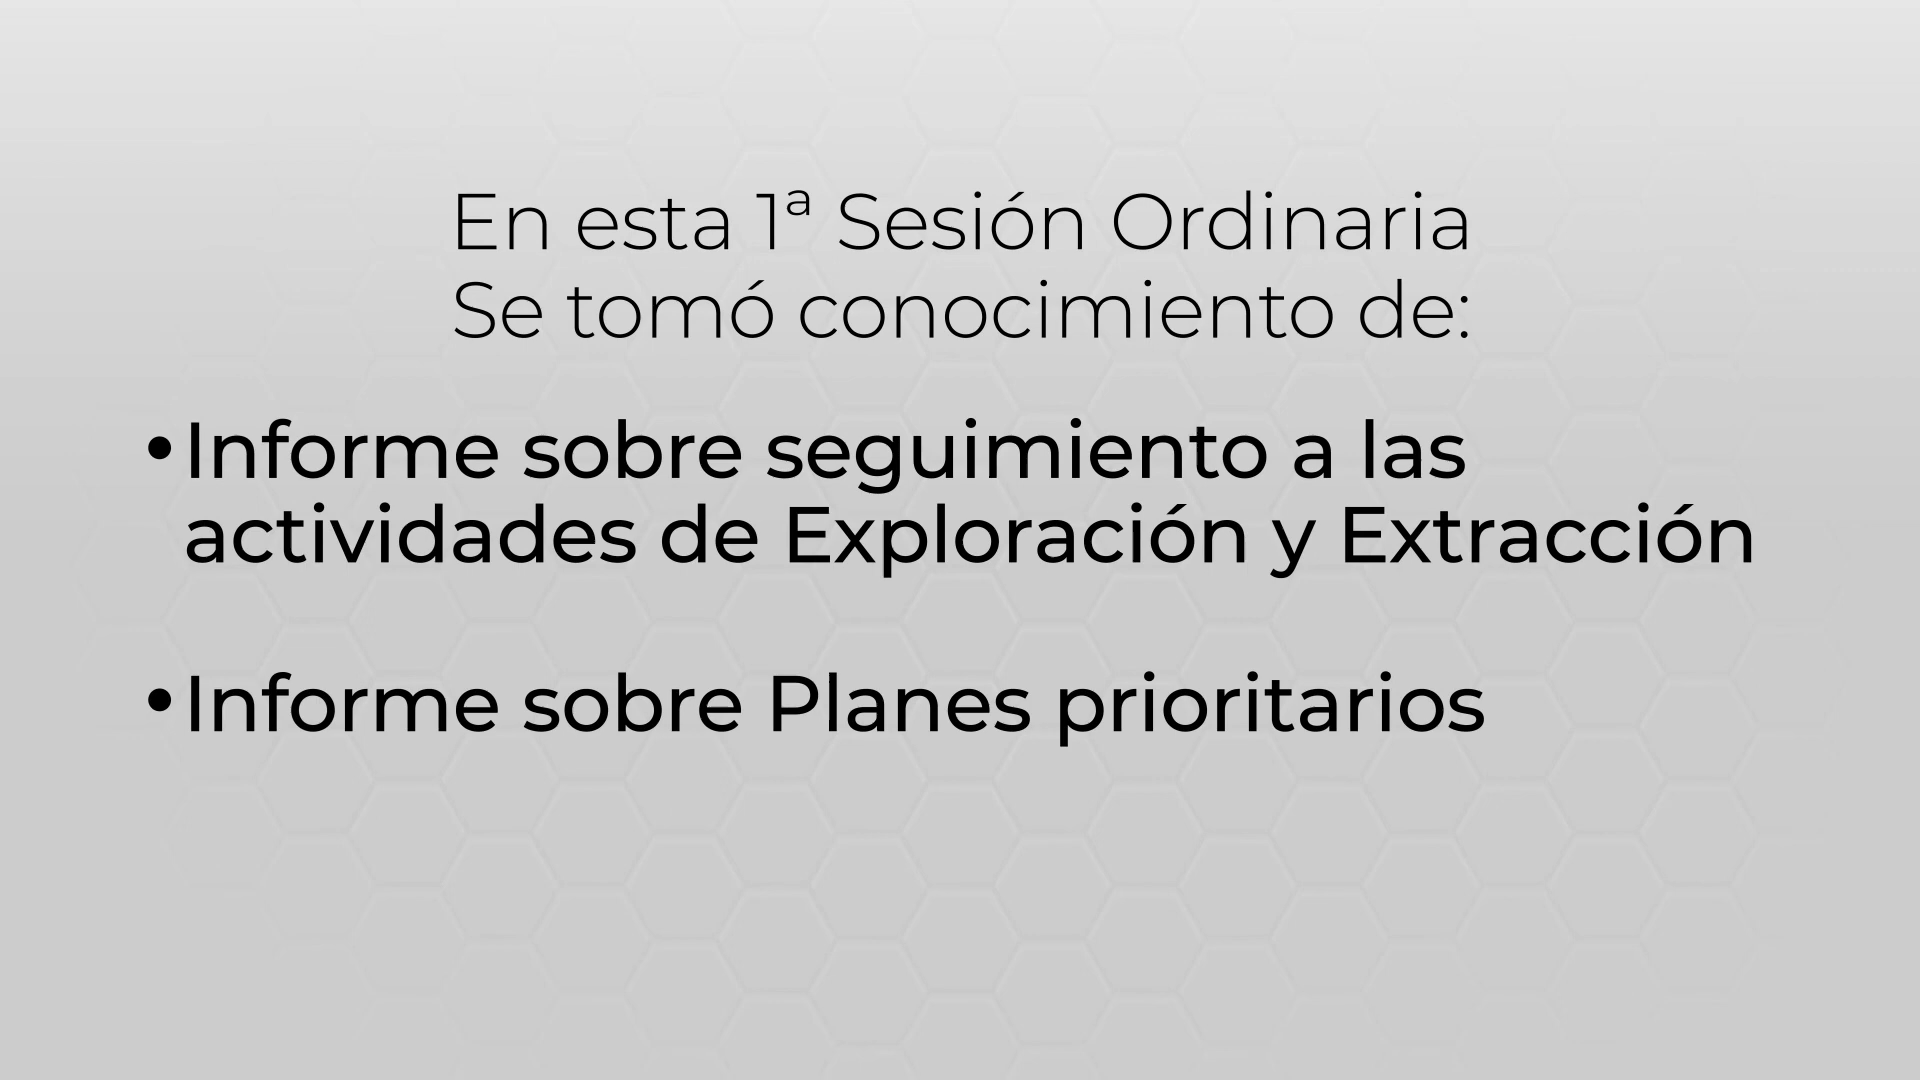 En esta 1ª Sesión Ordinaria
Se tomó conocimiento de:
•Informe sobre seguimiento a las
actividades de Exploración y Extracción
•Informe sobre Planes prioritarios